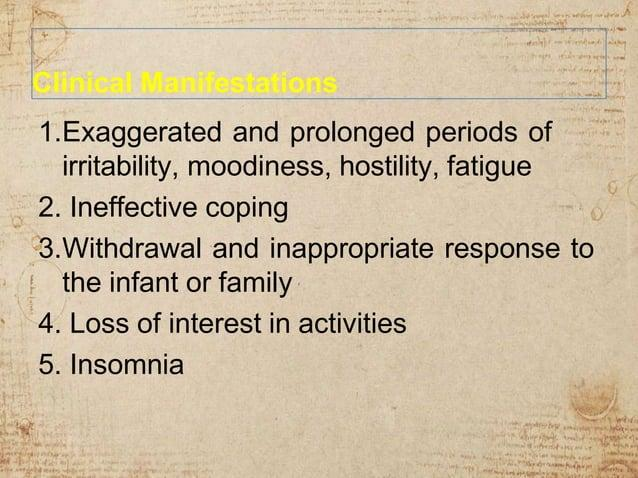 Clinical Manifestations
1.Exaggerated and prolonged periods of
irritability, moodiness, hostility, fatigue
2. Ineffective coping
3.Withdrawal and inappropriate response to
the infant or family
4. Loss of interest in activities
5. Insomnia